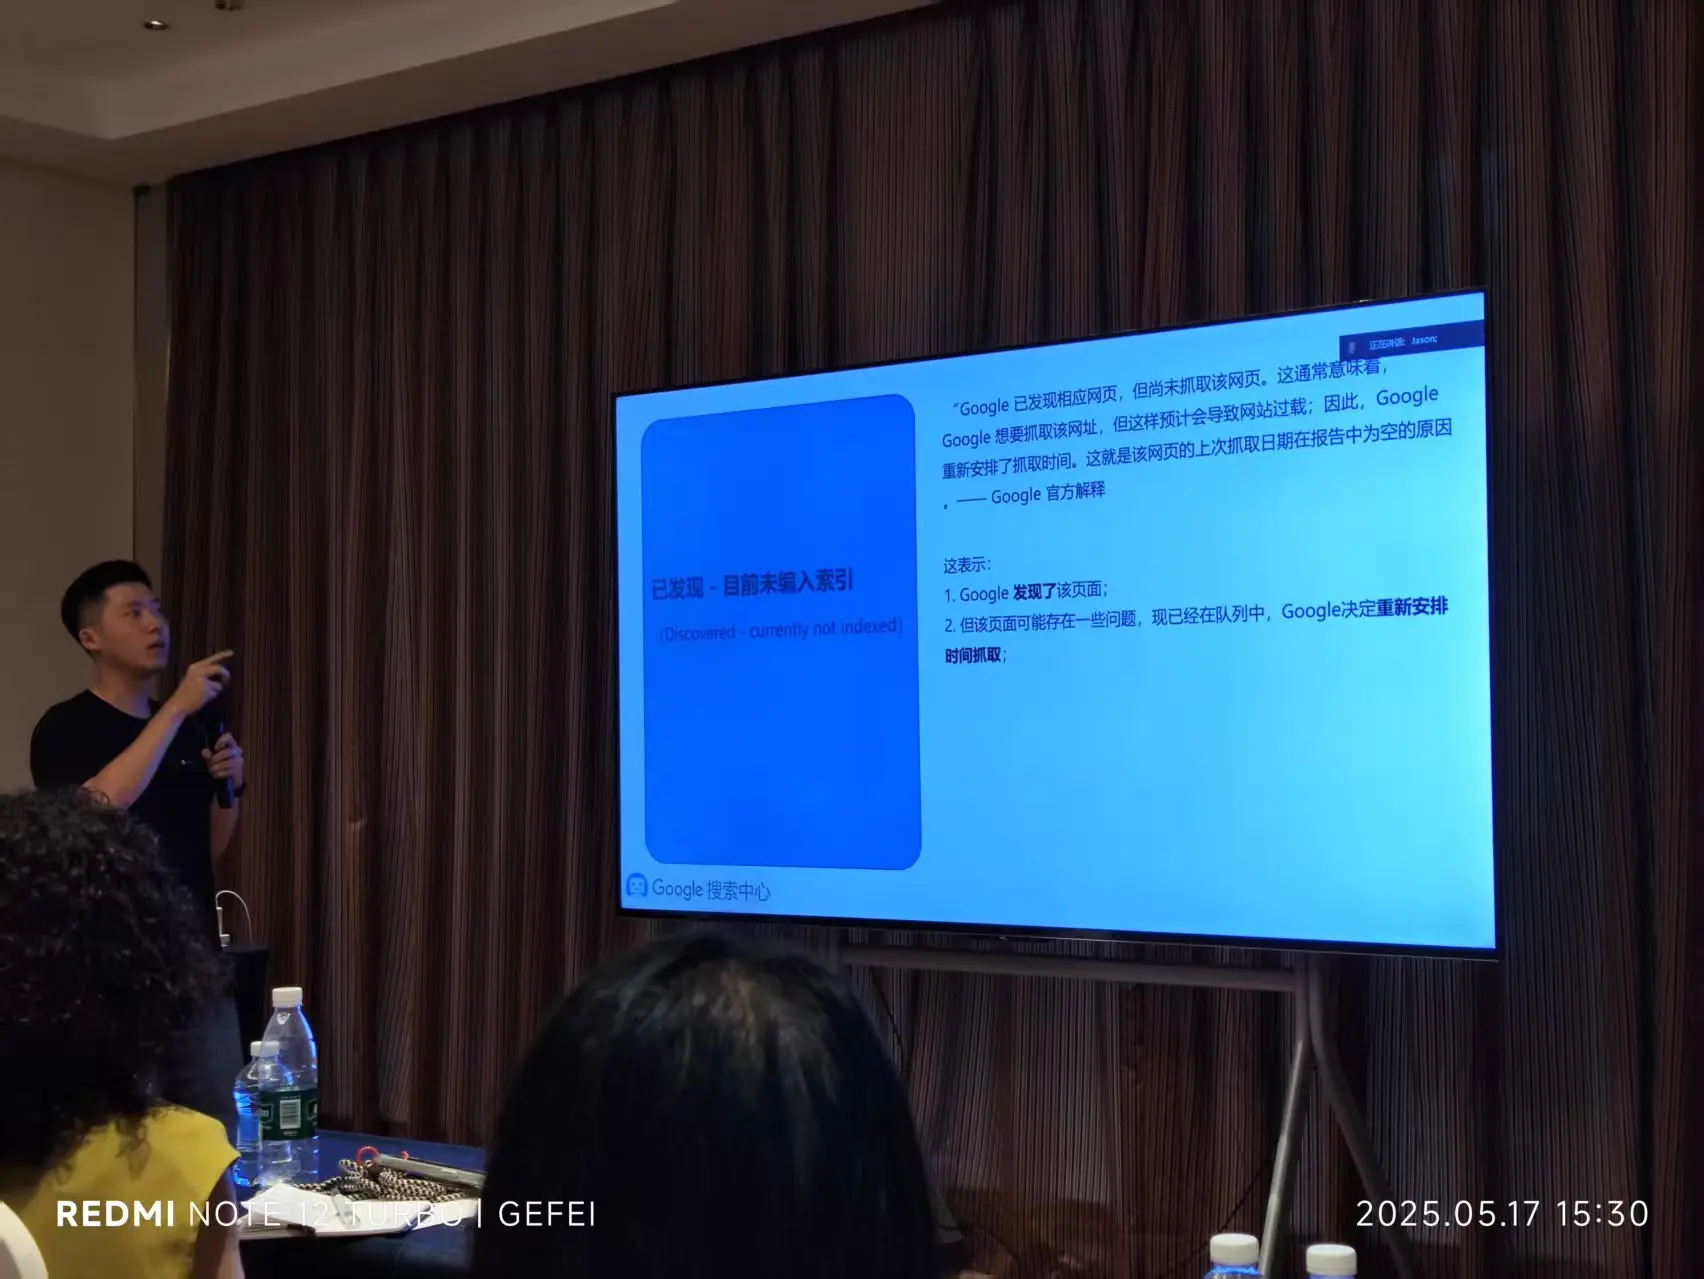 正在讲话: Jason;
“Google 已发现相应网页，但尚未抓取该网页。这通常意味着，
Google 想要抓取该网址，但这样预计会导致网站过载；因此，Google
重新安排了抓取时间。这就是该网页的上次抓取日期在报告中为空的原因
。—— Google 官方解释
已发现 - 目前未编入索引
(Discovered - currently not indexed)
这表示：
1. Google 发现了该页面；
2. 但该页面可能存在一些问题，现已经在队列中，Google决定重新安排
时间抓取；
Google 搜索中心
REDMI NOTE 12 TURBO | GEFEI
2025.05.17 15:30